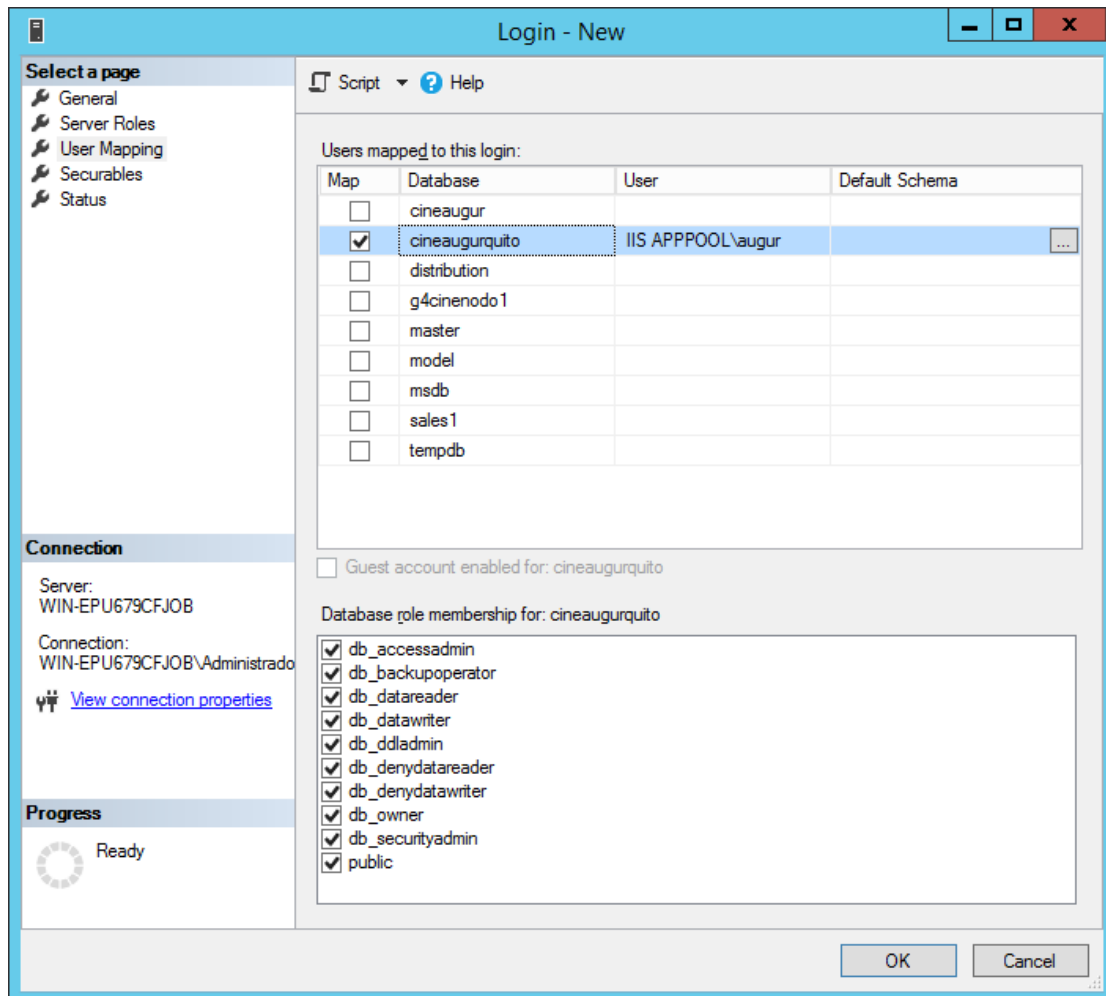 Login - New
Select a page
General
Server Roles
User Mapping
Securables
Status
Script
Help
Users mapped to this login:
Map Database User Default Schema
cineaugur
cineaugurquito IIS APPPOOL\augur ...
distribution
g4cinenodo1
master
model
msdb
sales1
tempdb
Guest account enabled for: cineaugurquito
Database role membership for: cineaugurquito
db_accessadmin
db_backupoperator
db_datareader
db_datawriter
db_ddladmin
db_denydatareader
db_denydatawriter
db_owner
db_securityadmin
public
Connection
Server:
WIN-EPU679CFJOB
Connection:
WIN-EPU679CFJOB\Administrado
View connection properties
Progress
Ready
OK
Cancel